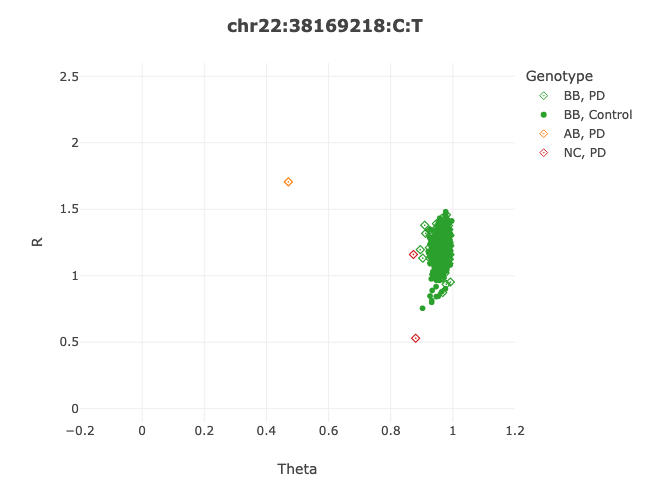 chr22:38169218:C:T
Genotype
BB, PD
BB, Control
AB, PD
NC, PD
R
2.5
2
1.5
1
0.5
0
−0.2 0 0.2 0.4 0.6 0.8 1 1.2
Theta